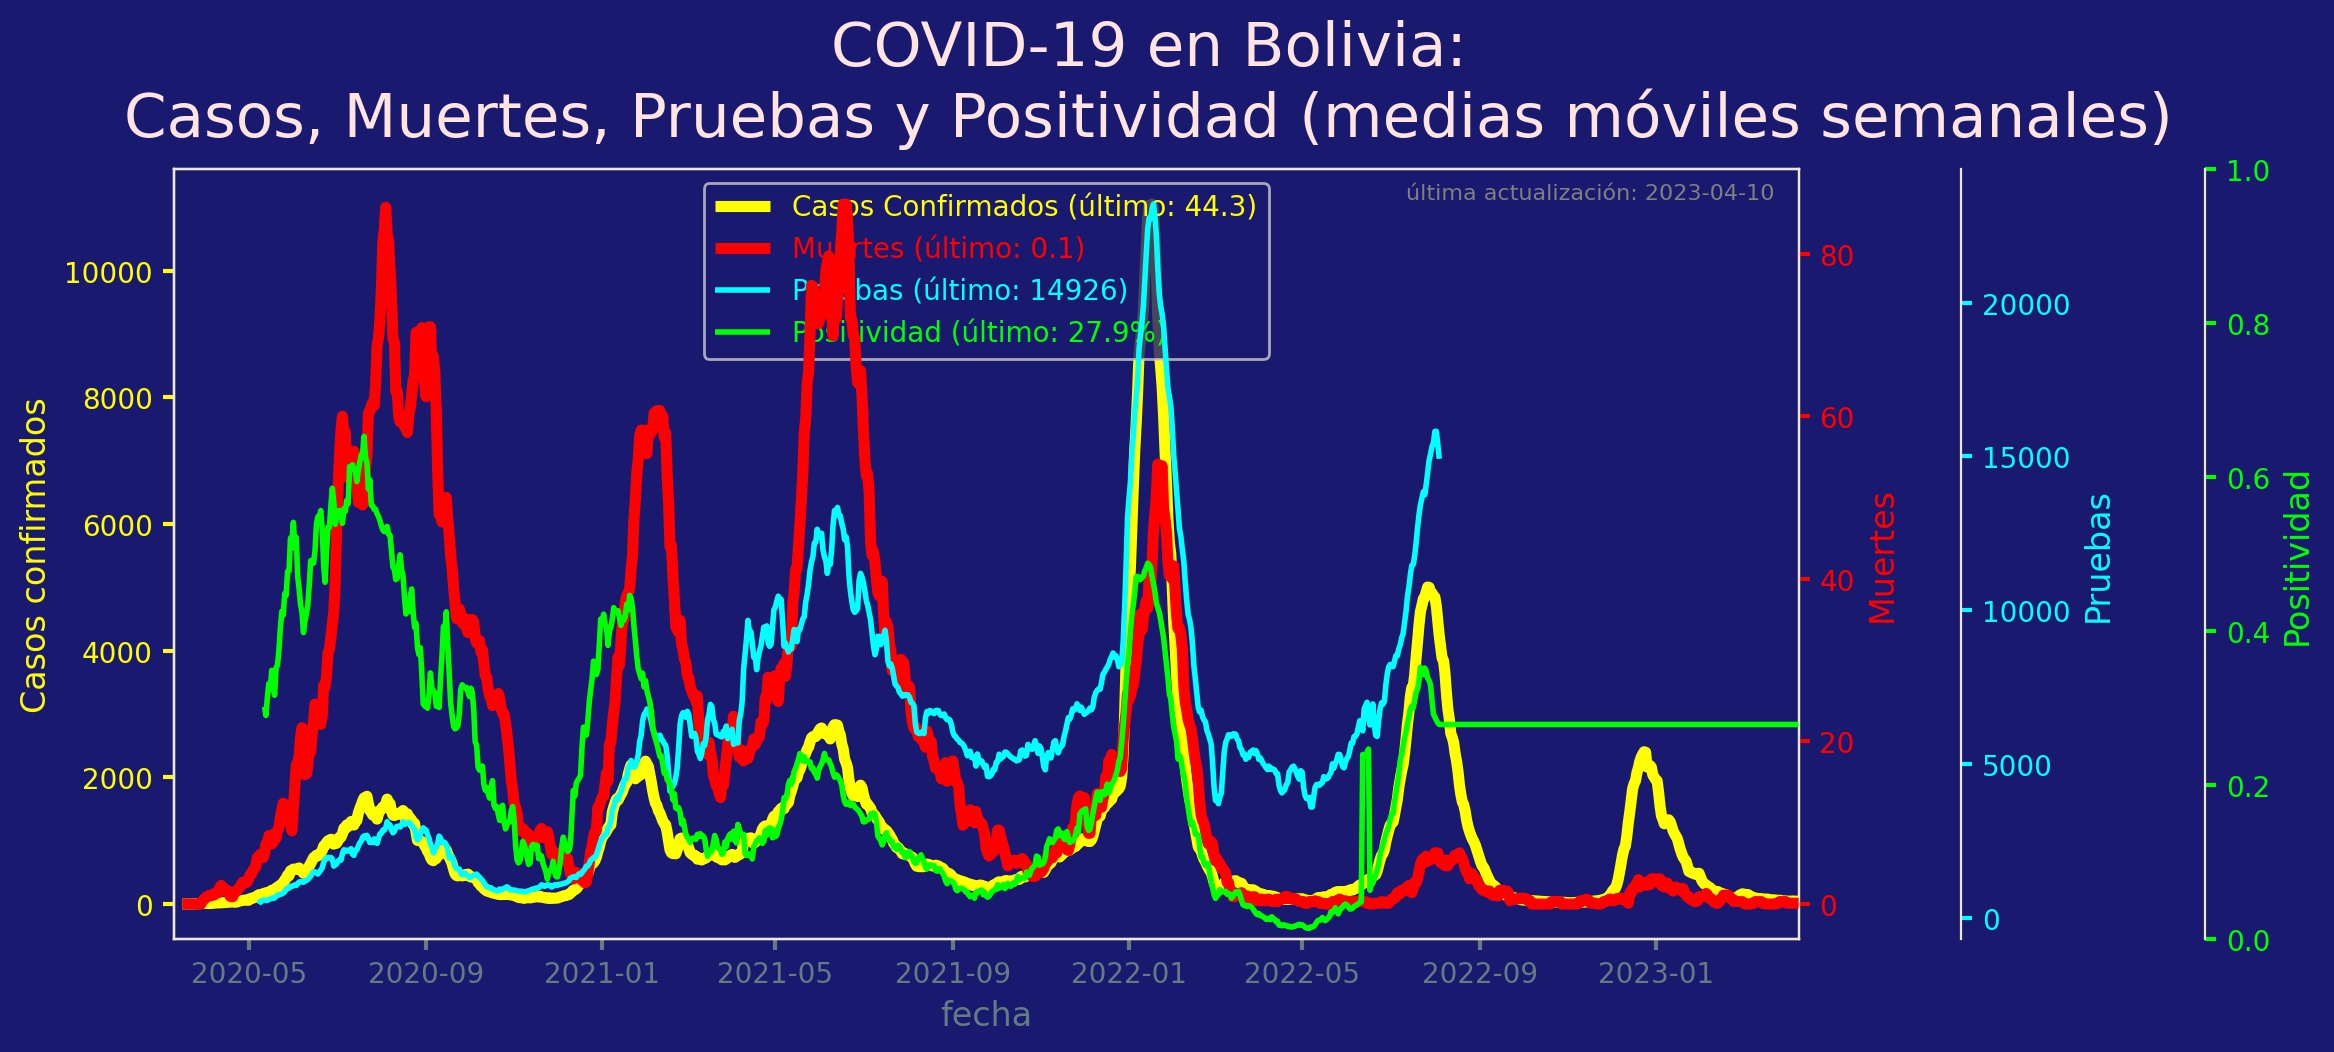 COVID-19 en Bolivia:
Casos, Muertes, Pruebas y Positividad (medias móviles semanales)
última actualización: 2023-04-10
Casos Confirmados (último: 44.3)
Muertes (último: 0.1)
Pruebas (último: 14926)
Positividad (último: 27.9%)
Casos confirmados
10000
8000
6000
4000
2000
0
80
60
40
20
0
Muertes
20000
15000
10000
5000
0
Pruebas
1.0
0.8
0.6
0.4
0.2
0.0
Positividad
2020-05 2020-09 2021-01 2021-05 2021-09 2022-01 2022-05 2022-09 2023-01
fecha